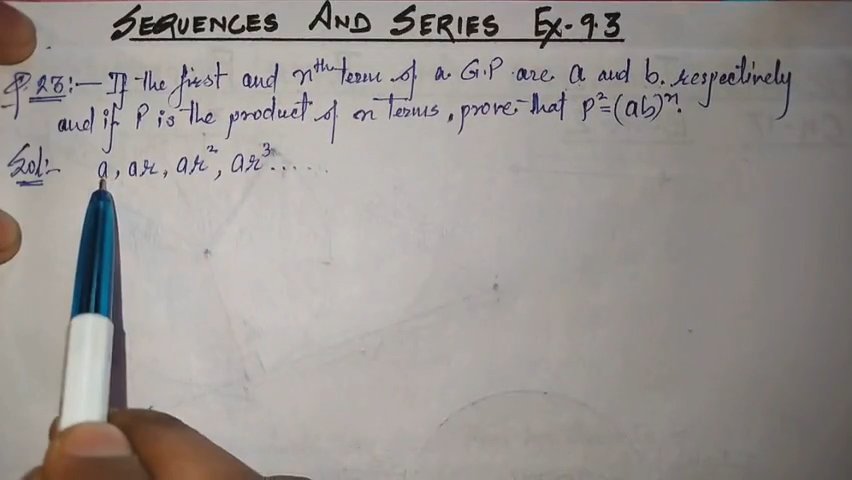 SEQUENCES AND SERIES EX-9.3
Q. 23:- If the first and nth term of a G.P. are a and b. respectively
and if P is the product of n terms, prove that P²=(ab)ⁿ.
Sol:- a, ar, ar², ar³......